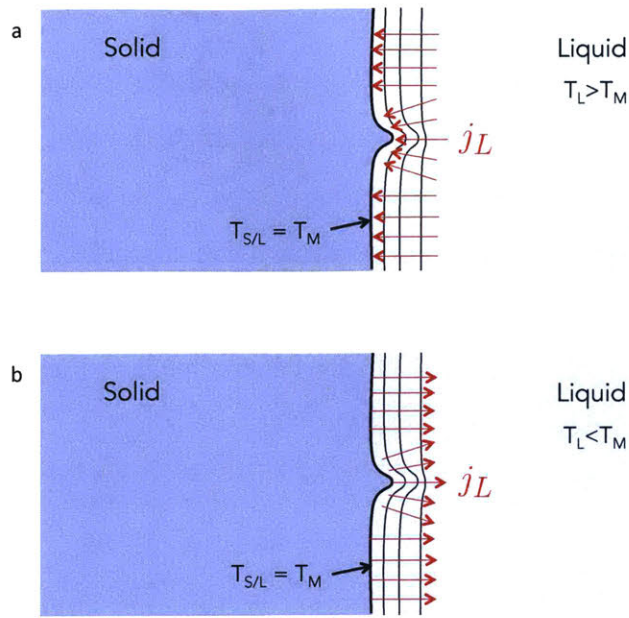 a
Solid
Liquid
T_L>T_M
j_L
T_S/L = T_M
b
Solid
Liquid
T_L<T_M
j_L
T_S/L = T_M